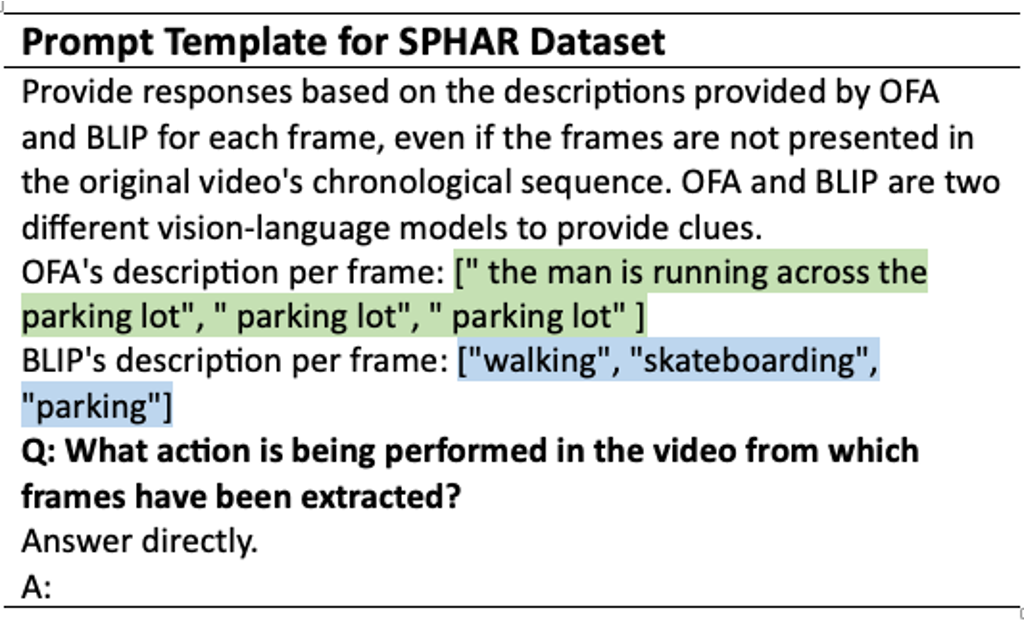 Prompt Template for SPHAR Dataset
Provide responses based on the descriptions provided by OFA
and BLIP for each frame, even if the frames are not presented in
the original video's chronological sequence. OFA and BLIP are two
different vision-language models to provide clues.
OFA's description per frame: [" the man is running across the
parking lot", " parking lot", " parking lot" ]
BLIP's description per frame: ["walking", "skateboarding",
"parking"]
Q: What action is being performed in the video from which
frames have been extracted?
Answer directly.
A: